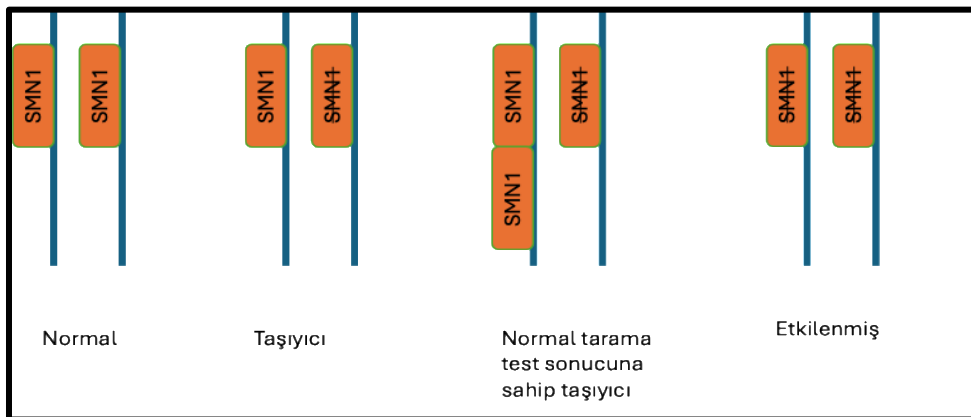 SMN1
SMN1
SMN1
SMN1
SMN1
SMN1
SMN1
SMN1
SMN1
Normal
Taşıyıcı
Normal tarama
test sonucuna
sahip taşıyıcı
Etkilenmiş